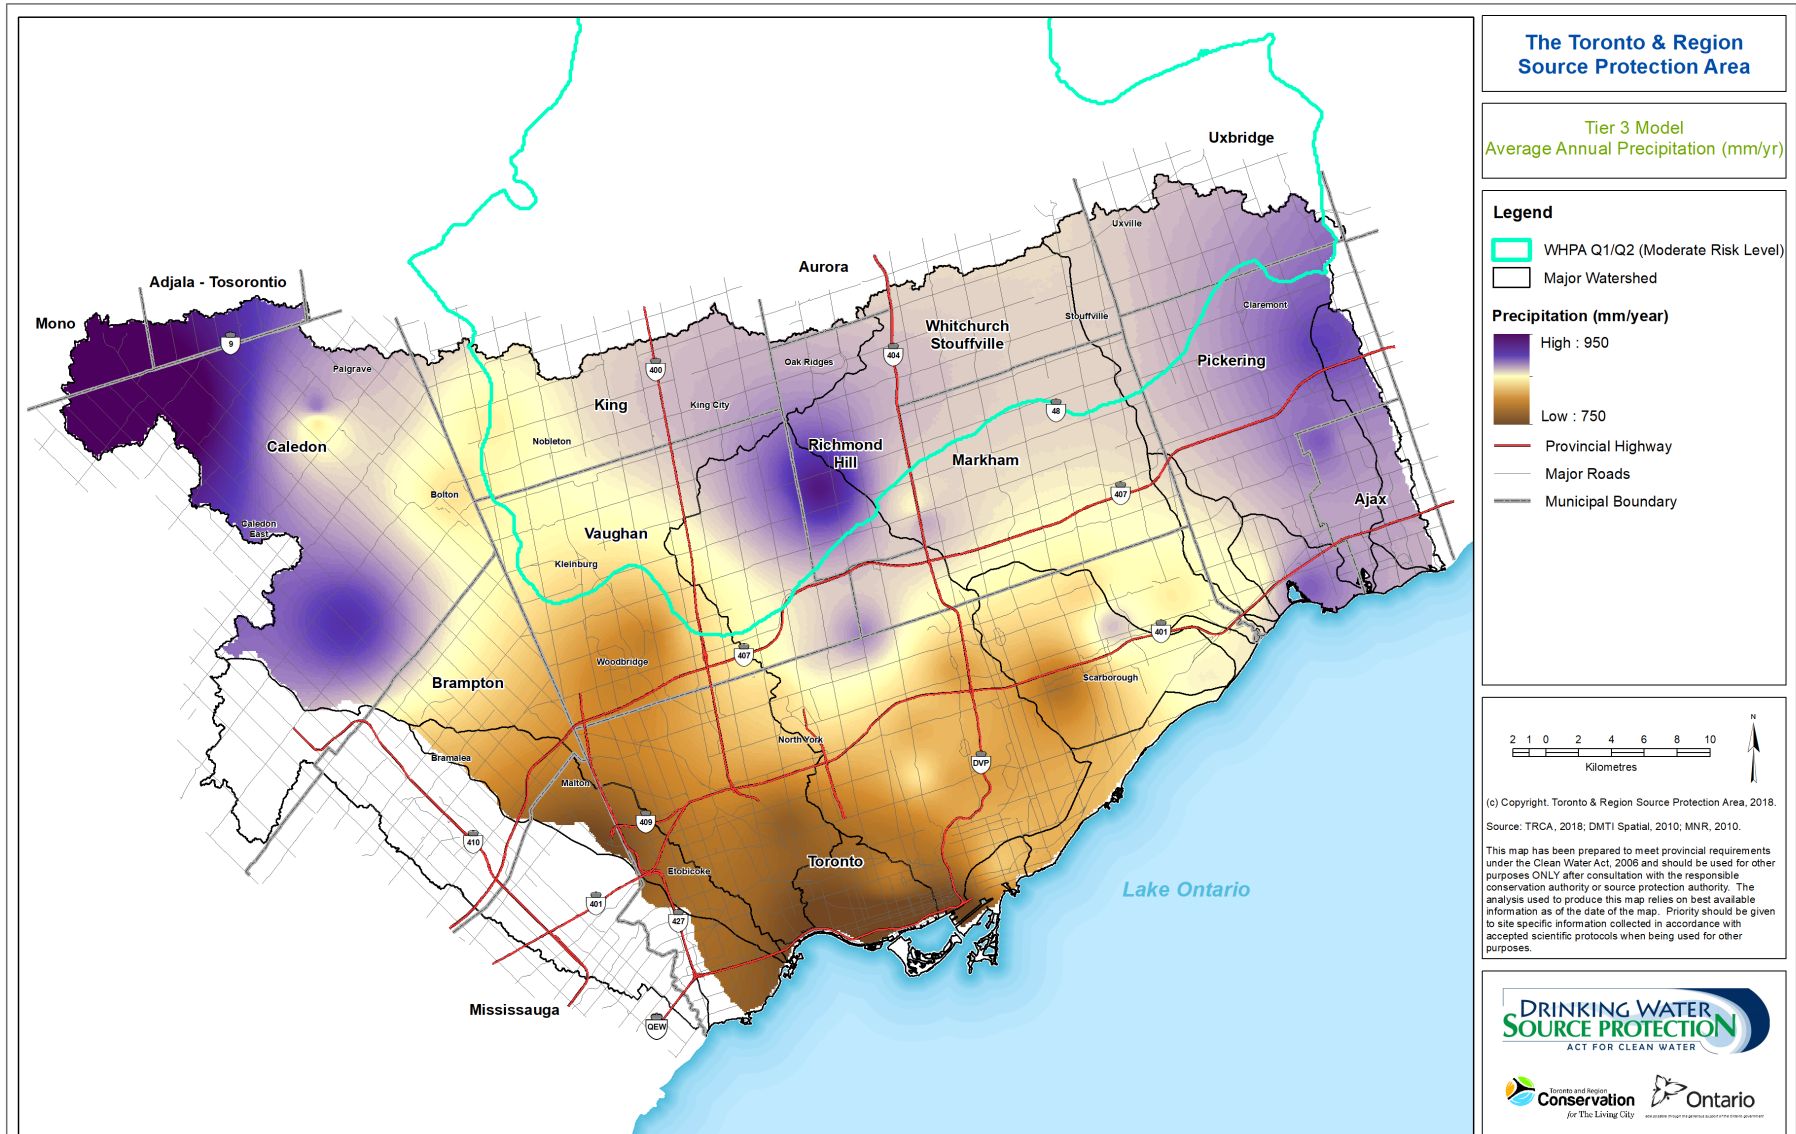 The Toronto & Region
Source Protection Area
Tier 3 Model
Average Annual Precipitation (mm/yr)
Legend
WHPA Q1/Q2 (Moderate Risk Level)
Major Watershed
Precipitation (mm/year)
High : 950
Low : 750
Provincial Highway
Major Roads
Municipal Boundary
N
2 1 0 2 4 6 8 10
Kilometres
(c) Copyright. Toronto & Region Source Protection Area, 2018.
Source: TRCA, 2018; DMTI Spatial, 2010; MNR, 2010.
This map has been prepared to meet provincial requirements
under the Clean Water Act, 2006 and should be used for other
purposes ONLY after consultation with the responsible
conservation authority or source protection authority. The
analysis used to produce this map relies on best available
information as of the date of the map. Priority should be given
to site specific information collected in accordance with
accepted scientific protocols when being used for other
purposes.
DRINKING WATER
SOURCE PROTECTION
ACT FOR CLEAN WATER
Toronto and Region
Conservation
for The Living City
Ontario
Uxbridge
Uxville
Adjala - Tosorontio
Aurora
Mono
9
Claremont
Stouffville
Whitchurch
Stouffville
404
Oak Ridges
400
Palgrave
Pickering
King
King City
48
Caledon
Nobleton
Richmond
Hill
Markham
Bolton
407
Ajax
Caledon
East
Vaughan
Kleinburg
401
407
Woodbridge
Brampton
Scarborough
North York
Bramalea
DVP
Malton
409
410
Toronto
Etobicoke
Lake Ontario
401
427
Mississauga
QEW